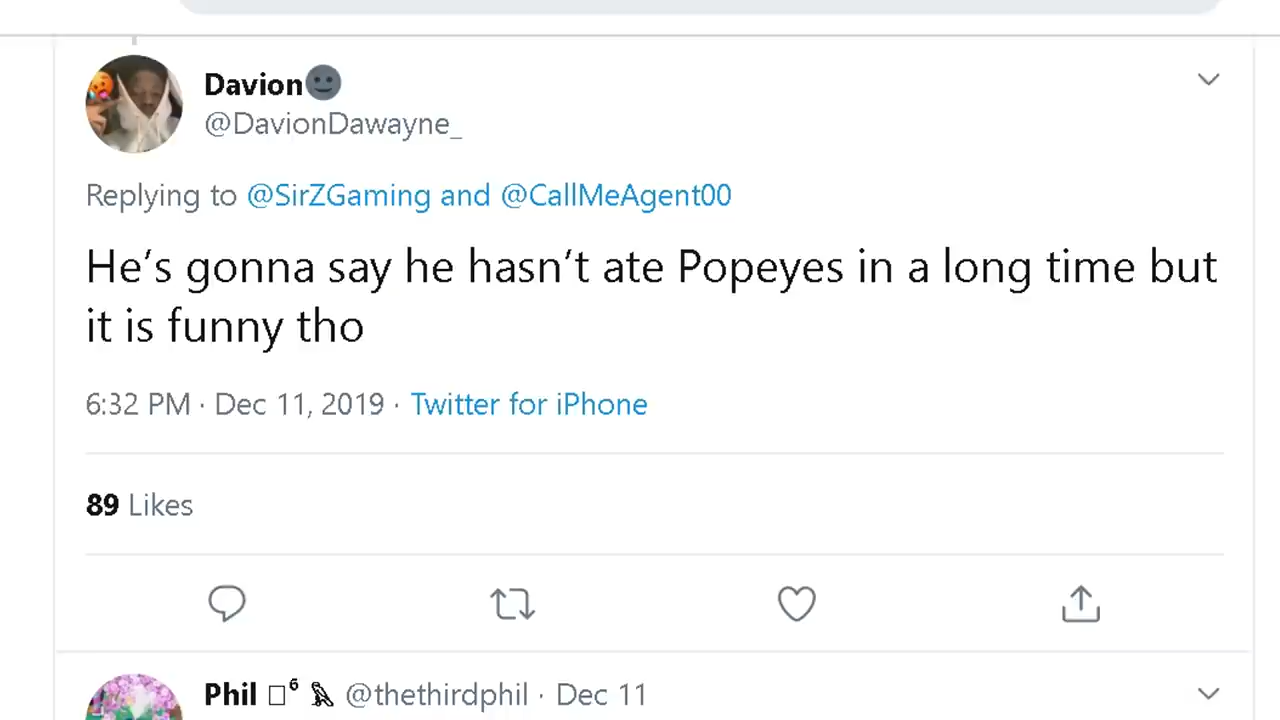 Davion🌚
@DavionDawayne_
Replying to @SirZGaming and @CallMeAgent00
He’s gonna say he hasn’t ate Popeyes in a long time but
it is funny tho
6:32 PM · Dec 11, 2019 · Twitter for iPhone
89 Likes
Phil □⁶ @thethirdphil · Dec 11